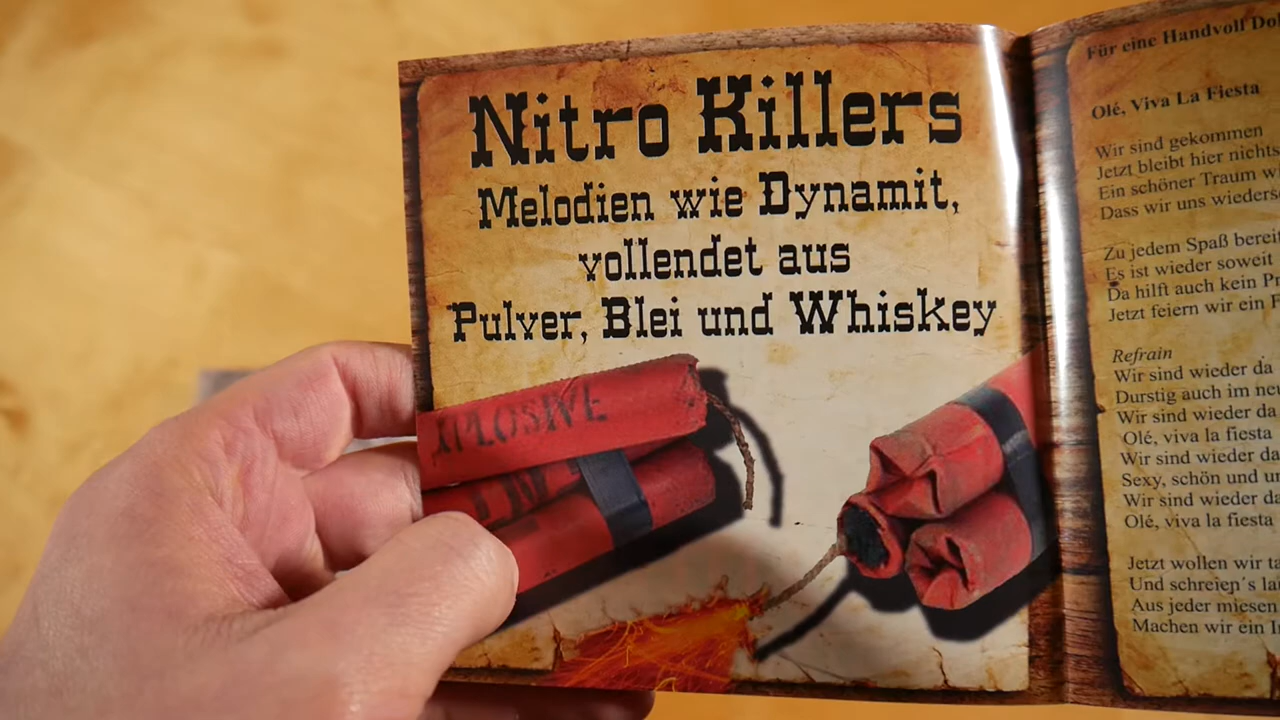 Nitro Killers
Melodien wie Dynamit,
vollendet aus
Pulver, Blei und Whiskey
XPLOSIVE
Für eine Handvoll
Olé, Viva La Fiesta
Wir sind gekommen
Jetzt bleibt hier nichts
Ein schöner Traum
Dass wir uns
Zu jedem Spaß
Es ist wieder soweit
Da hilft auch kein
Jetzt feiern wir ein
Refrain
Wir sind wieder da
Durstig auch im
Wir sind wieder da
Olé, viva la fiesta
Wir sind wieder da
Sexy, schön und
Wir sind wieder da
Olé, viva la fiesta
Jetzt wollen wir
Und schreien´s
Aus jeder miesen
Machen wir ein